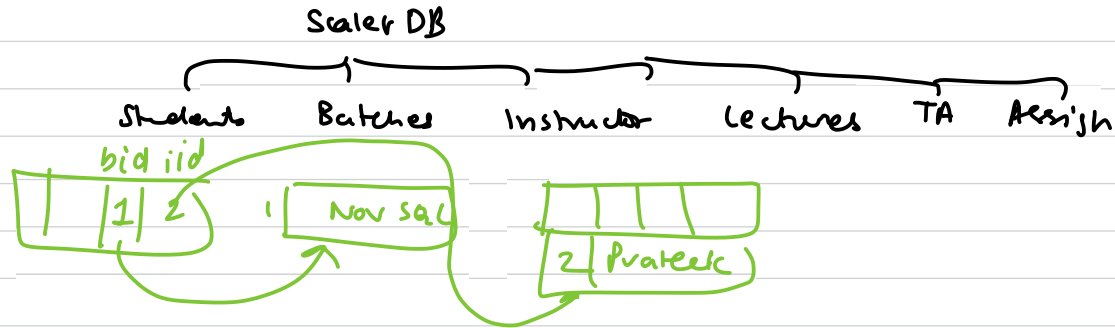 Scaler DB
Students Batches Instructor Lectures TA Assign
bid iid
1 2 1 Nov SQL
2 Prateek